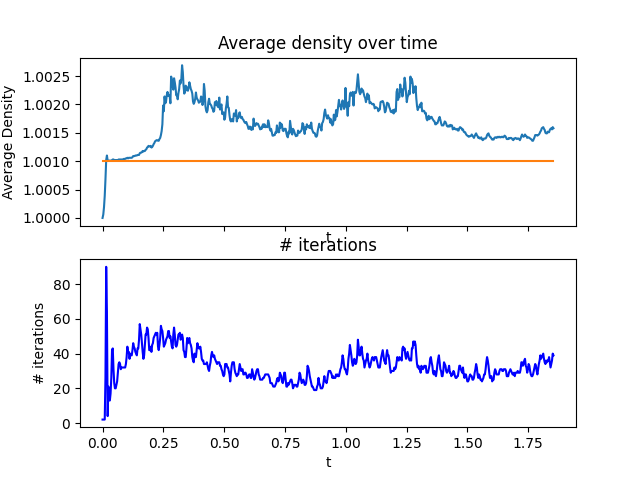 Average density over time
Average Density
1.0025
1.0020
1.0015
1.0010
1.0005
1.0000
t
# iterations
# iterations
80
60
40
20
0
0.00 0.25 0.50 0.75 1.00 1.25 1.50 1.75
t